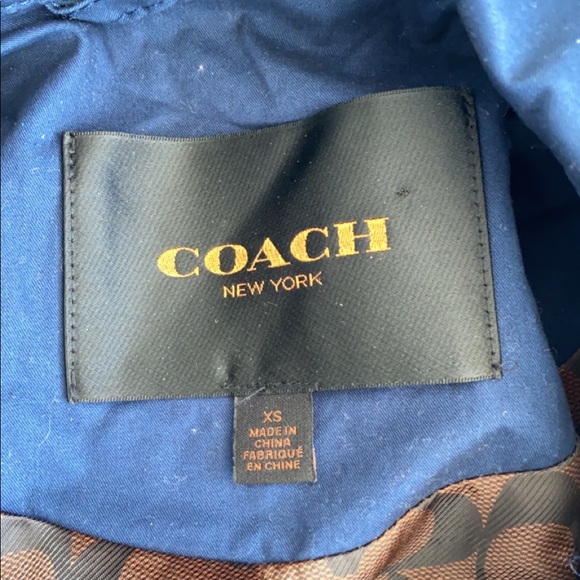 COACH
NEW YORK
XS
MADE IN
CHINA
FABRIQUÉ
EN CHINE